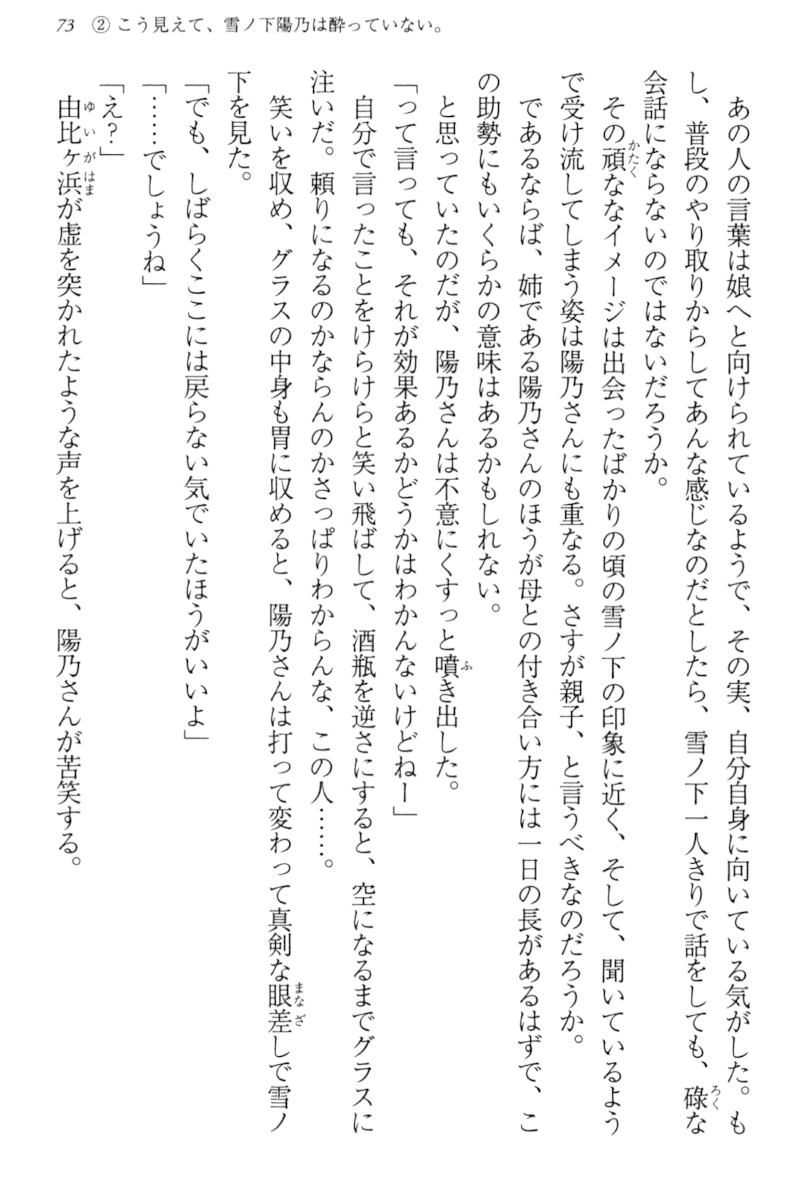 73 ② こう見えて、雪ノ下陽乃は酔っていない。
あの人の言葉は娘へと向けられているようで、その実、自分自身に向いている気がした。も
し、普段のやり取りからしてあんな感じなのだとしたら、雪ノ下一人きりで話をしても、碌な
会話にならないのではないだろうか。
その頑ななイメージは出会ったばかりの頃の雪ノ下の印象に近く、そして、聞いているよう
で受け流してしまう姿は陽乃さんにも重なる。さすが親子、と言うべきなのだろうか。
であるならば、姉である陽乃さんのほうが母との付き合い方には一日の長があるはずで、こ
の助勢にもいくらかの意味はあるかもしれない。
と思っていたのだが、陽乃さんは不意にくすっと噴き出した。
「って言っても、それが効果あるかどうかはわかんないけどねー」
自分で言ったことをけらけらと笑い飛ばして、酒瓶を逆さにすると、空になるまでグラスに
注いだ。頼りになるのかならんのかさっぱりわからんな、この人……。
笑いを収め、グラスの中身も胃に収めると、陽乃さんは打って変わって真剣な眼差しで雪ノ
下を見た。
「でも、しばらくここには戻らない気でいたほうがいいよ」
「……でしょうね」
「え?」
由比ヶ浜が虚を突かれたような声を上げると、陽乃さんが苦笑する。